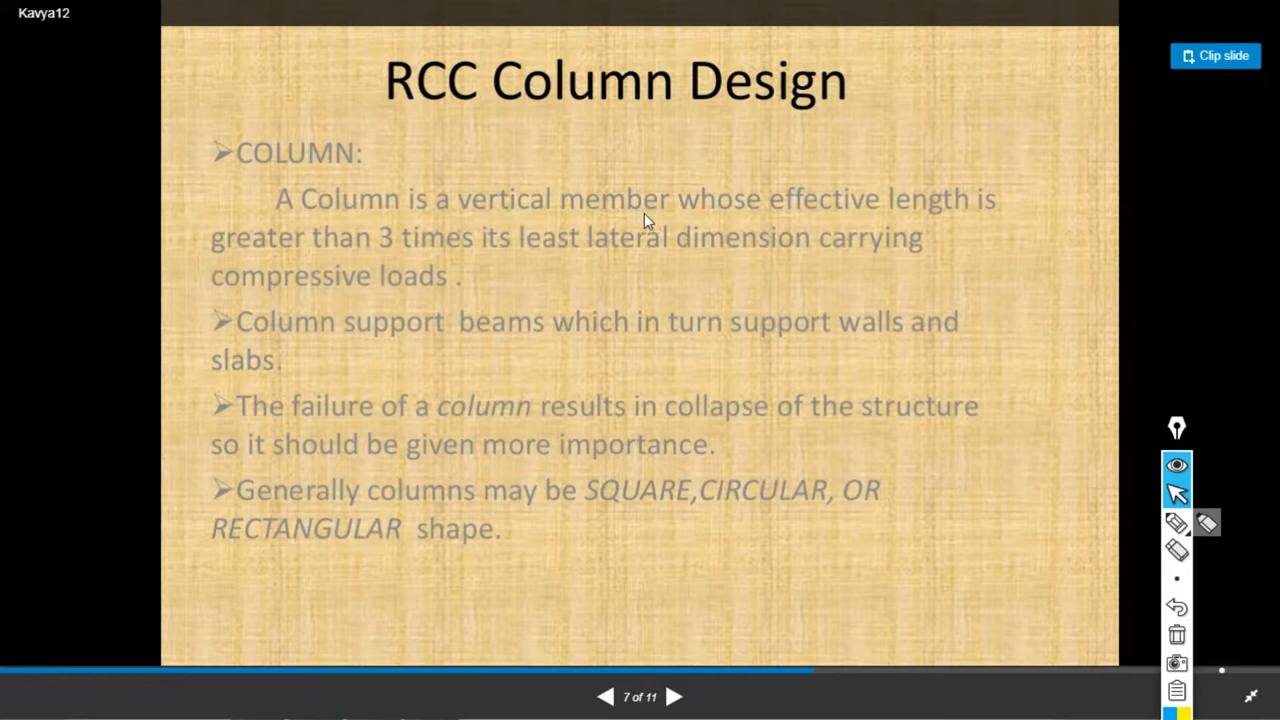 Kavya12
Clip slide
RCC Column Design
➢COLUMN:
A Column is a vertical member whose effective length is
greater than 3 times its least lateral dimension carrying
compressive loads .
➢Column support  beams which in turn support walls and
slabs.
➢The failure of a column results in collapse of the structure
so it should be given more importance.
➢Generally columns may be SQUARE,CIRCULAR, OR
RECTANGULAR  shape.
7 of 11